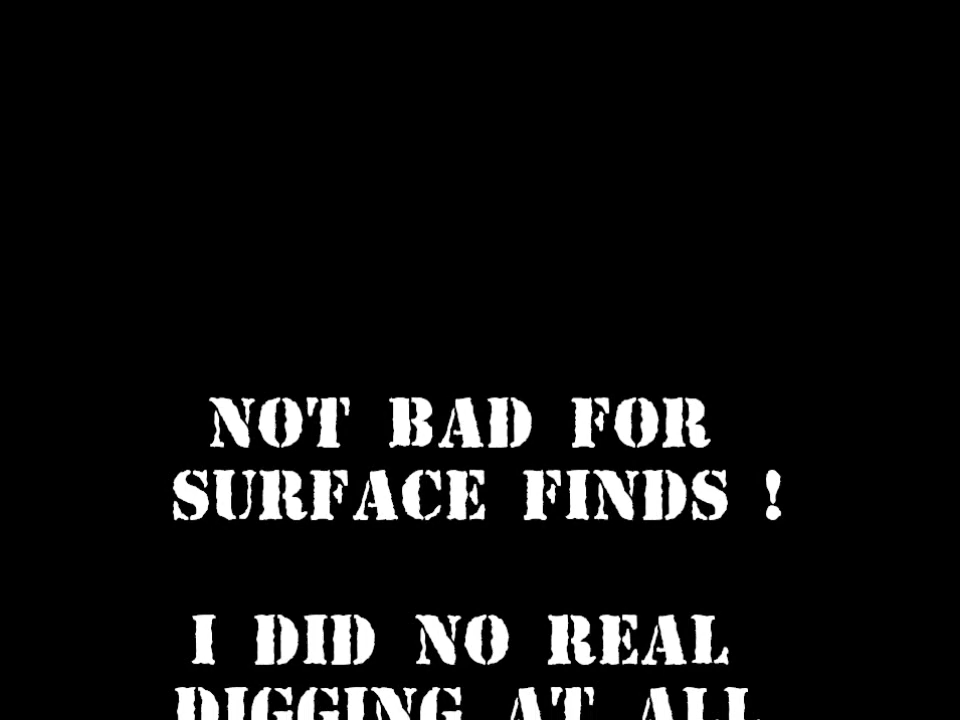 NOT BAD FOR
SURFACE FINDS !
I DID NO REAL
DIGGING AT ALL